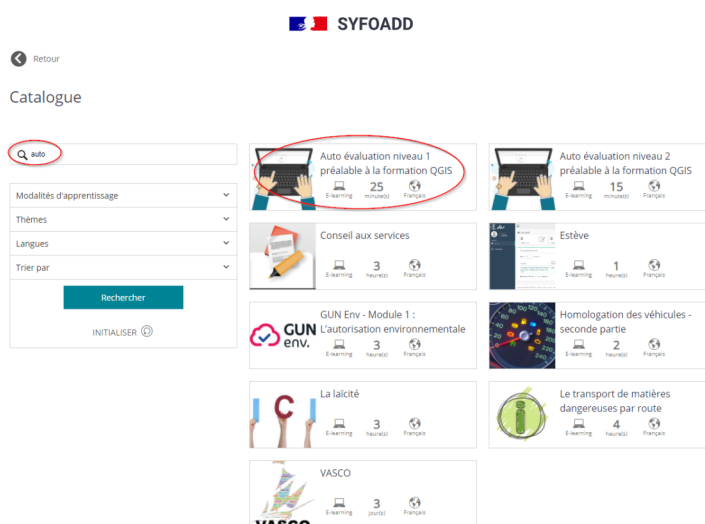 SYFOADD
Retour
Catalogue
auto
Modalités d'apprentissage
Thèmes
Langues
Trier par
Rechercher
INITIALISER
Auto évaluation niveau 1
préalable à la formation QGIS
E-learning
25
minute(s)
Français
Auto évaluation niveau 2
préalable à la formation QGIS
E-learning
15
minute(s)
Français
Conseil aux services
E-learning
3
heure(s)
Français
Estève
E-learning
1
heure(s)
Français
GUN env.
GUN Env - Module 1 :
L'autorisation environnementale
E-learning
3
heure(s)
Français
Homologation des véhicules -
seconde partie
E-learning
2
heure(s)
Français
La laïcité
E-learning
3
heure(s)
Français
Le transport de matières
dangereuses par route
E-learning
4
heure(s)
Français
VASCO
VASCO
E-learning
3
jour(s)
Français